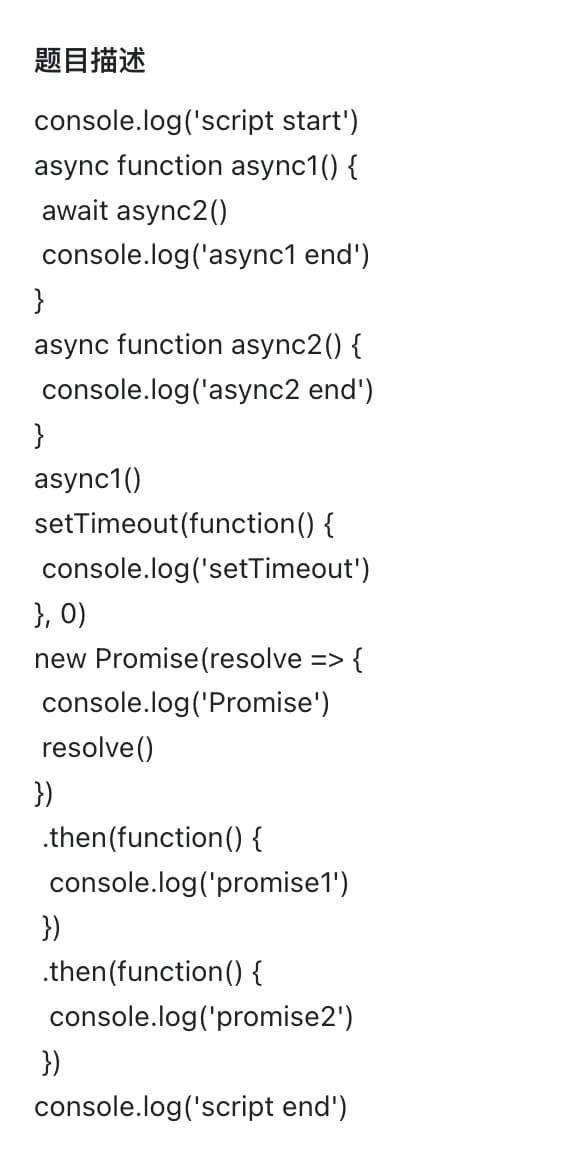 题目描述
console.log('script start')
async function async1() {
 await async2()
 console.log('async1 end')
}
async function async2() {
 console.log('async2 end')
}
async1()
setTimeout(function() {
 console.log('setTimeout')
}, 0)
new Promise(resolve => {
 console.log('Promise')
 resolve()
})
 .then(function() {
  console.log('promise1')
 })
 .then(function() {
  console.log('promise2')
 })
console.log('script end')